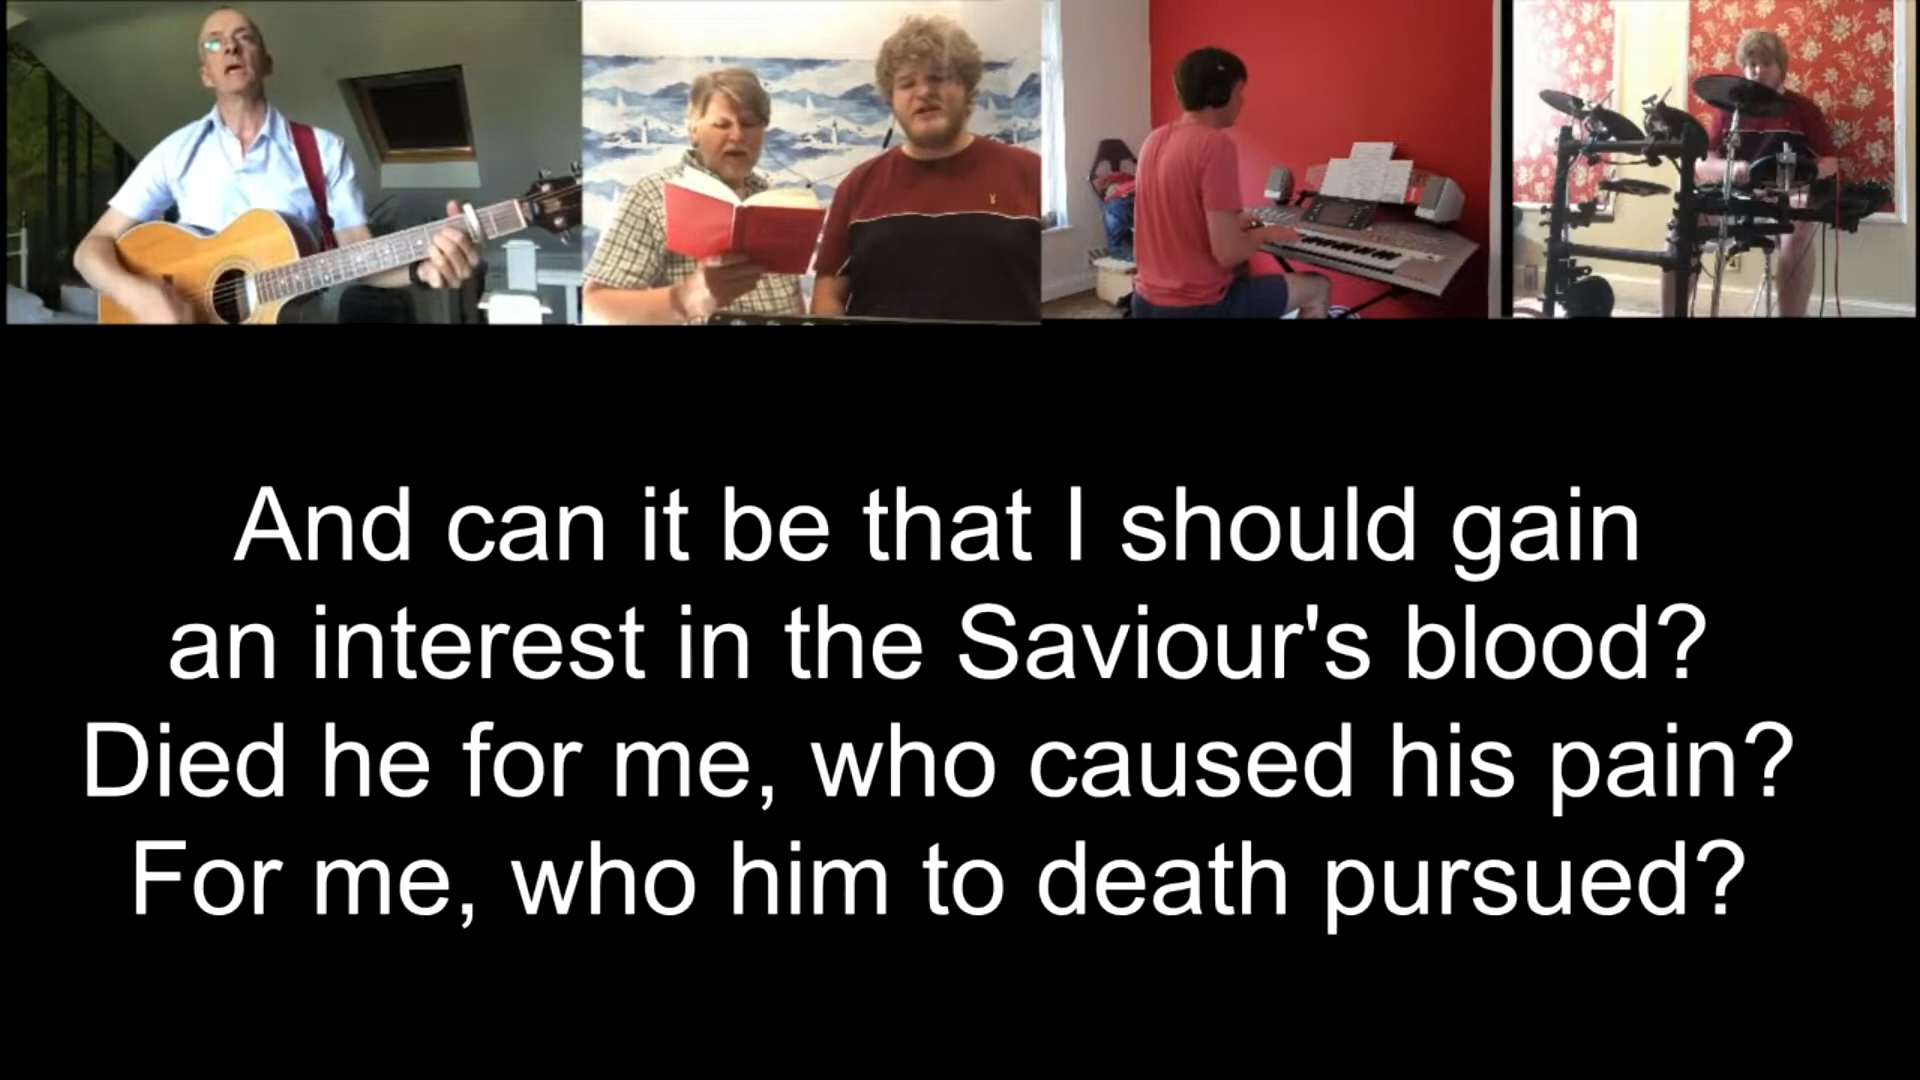 And can it be that I should gain
an interest in the Saviour's blood?
Died he for me, who caused his pain?
For me, who him to death pursued?